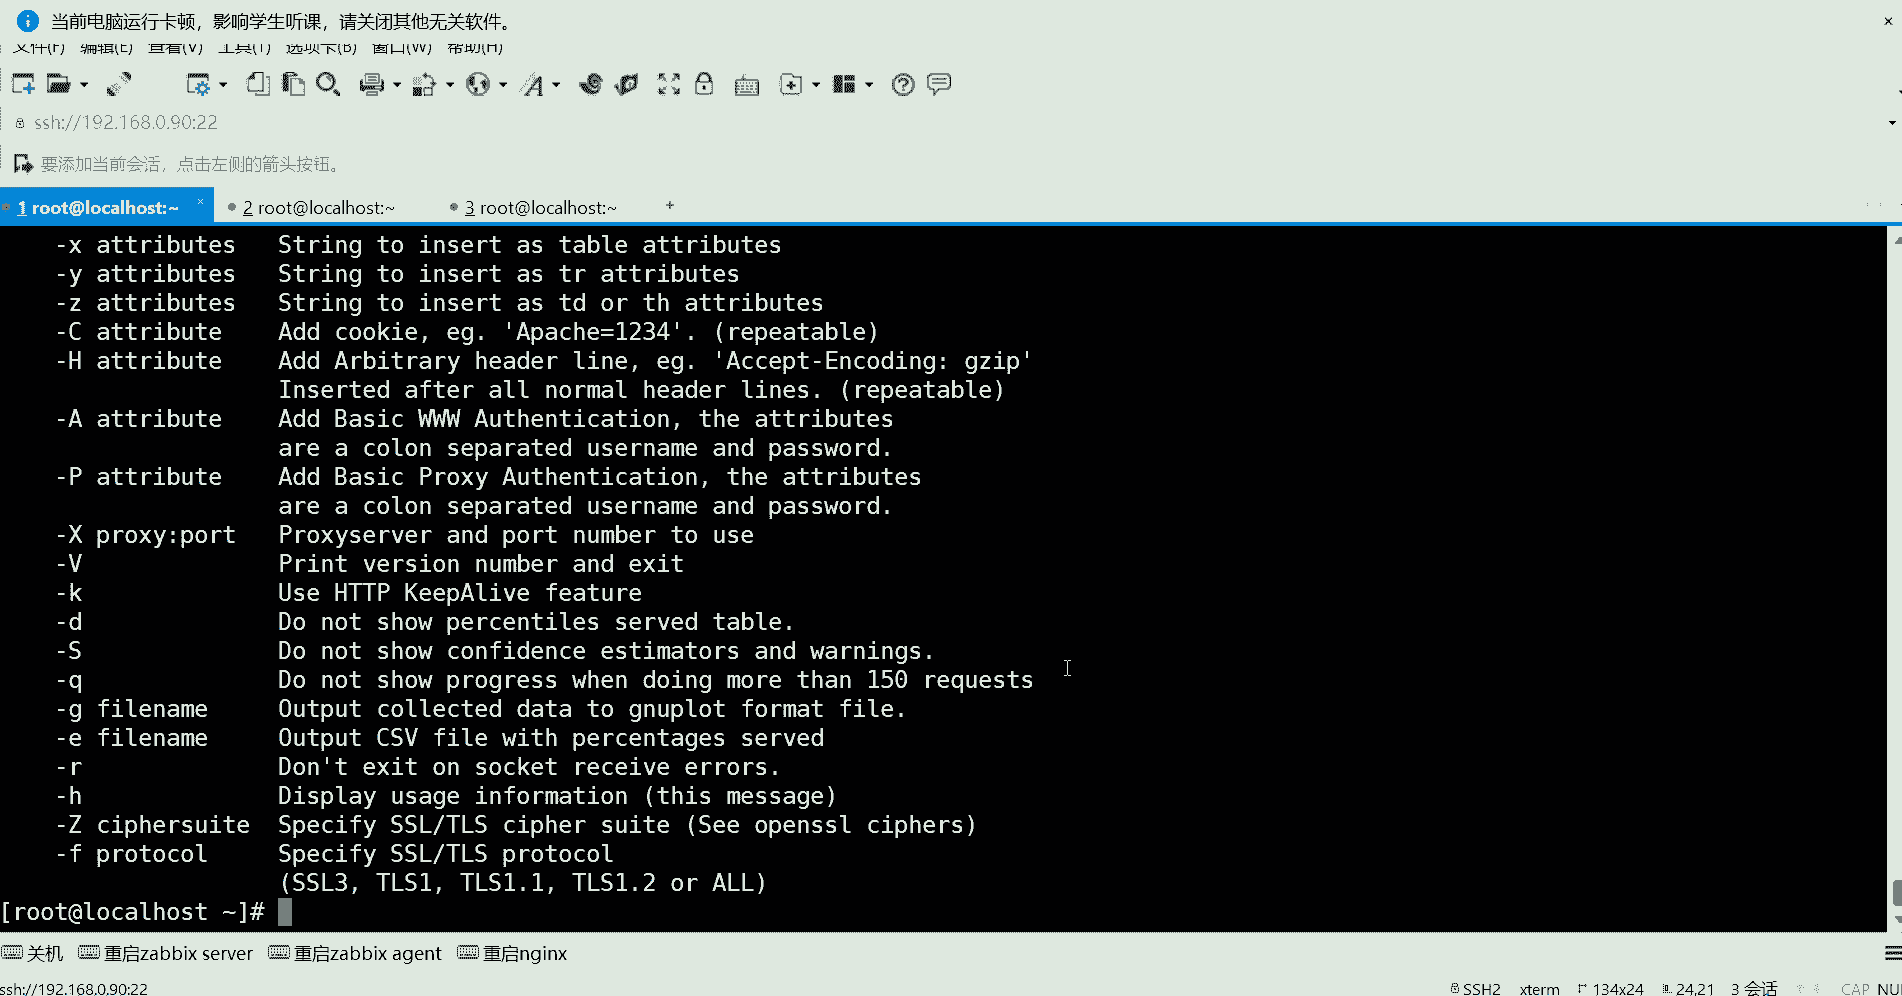 当前电脑运行卡顿，影响学生听课，请关闭其他无关软件。
文件(F) 编辑(E) 查看(V) 工具(T) 选项卡(B) 窗口(W) 帮助(H)
ssh://192.168.0.90:22
要添加当前会话，点击左侧的箭头按钮。
1 root@localhost:~ × 2 root@localhost:~ 3 root@localhost:~ +
-x attributes String to insert as table attributes
-y attributes String to insert as tr attributes
-z attributes String to insert as td or th attributes
-C attribute Add cookie, eg. 'Apache=1234'. (repeatable)
-H attribute Add Arbitrary header line, eg. 'Accept-Encoding: gzip'
Inserted after all normal header lines. (repeatable)
-A attribute Add Basic WWW Authentication, the attributes
are a colon separated username and password.
-P attribute Add Basic Proxy Authentication, the attributes
are a colon separated username and password.
-X proxy:port Proxyserver and port number to use
-V Print version number and exit
-k Use HTTP KeepAlive feature
-d Do not show percentiles served table.
-S Do not show confidence estimators and warnings.
-q Do not show progress when doing more than 150 requests
-g filename Output collected data to gnuplot format file.
-e filename Output CSV file with percentages served
-r Don't exit on socket receive errors.
-h Display usage information (this message)
-Z ciphersuite Specify SSL/TLS cipher suite (See openssl ciphers)
-f protocol Specify SSL/TLS protocol
(SSL3, TLS1, TLS1.1, TLS1.2 or ALL)
[root@localhost ~]#
关机 重启zabbix server 重启zabbix agent 重启nginx
ssh://192.168.0.90:22 SSH2 xterm 134x24 24,21 3 会话 CAP NU